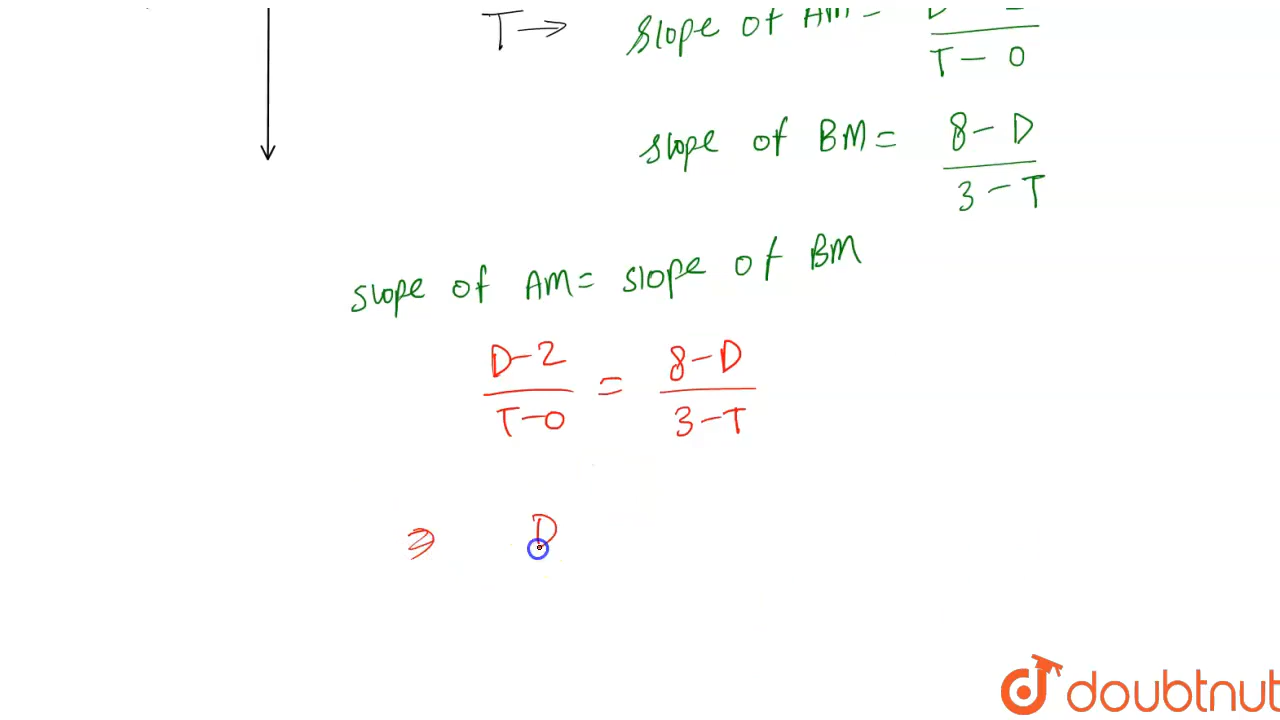 T→
slope of AM =
T - 0
slope of BM = 8 - D
3 - T
slope of AM = slope of BM
D-2 = 8-D
T-0 3-T
⇒ D
doubtnut